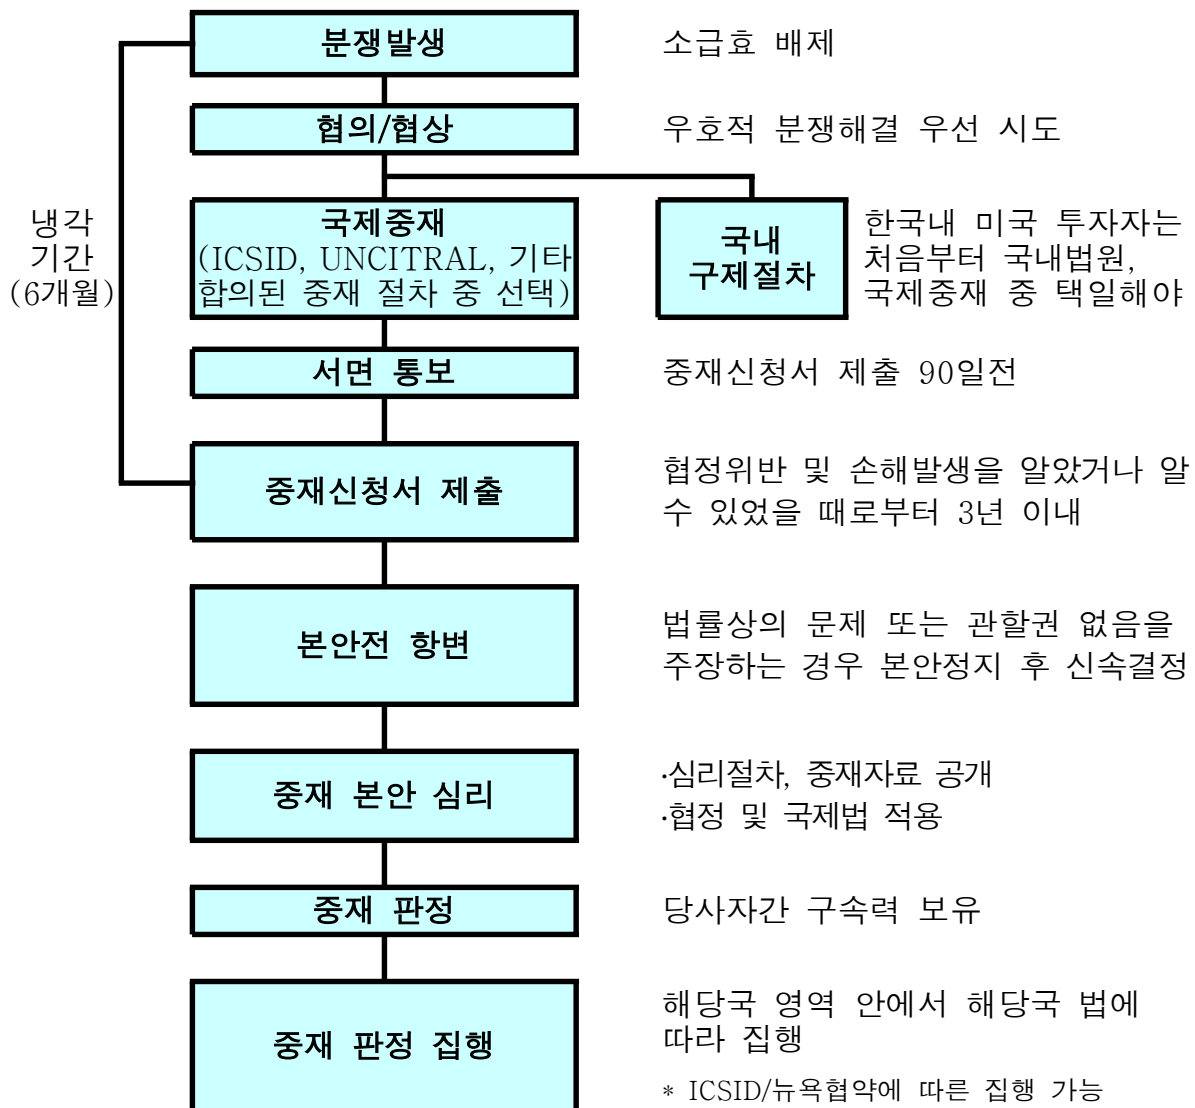 분쟁발생
소급효 배제
협의/협상
우호적 분쟁해결 우선 시도
냉각
기간
(6개월)
국제중재
(ICSID, UNCITRAL, 기타
합의된 중재 절차 중 선택)
국내
구제절차
한국내 미국 투자자는
처음부터 국내법원,
국제중재 중 택일해야
서면 통보
중재신청서 제출 90일전
중재신청서 제출
협정위반 및 손해발생을 알았거나 알
수 있었을 때로부터 3년 이내
본안전 항변
법률상의 문제 또는 관할권 없음을
주장하는 경우 본안정지 후 신속결정
중재 본안 심리
·심리절차, 중재자료 공개
·협정 및 국제법 적용
중재 판정
당사자간 구속력 보유
중재 판정 집행
해당국 영역 안에서 해당국 법에
따라 집행
* ICSID/뉴욕협약에 따른 집행 가능